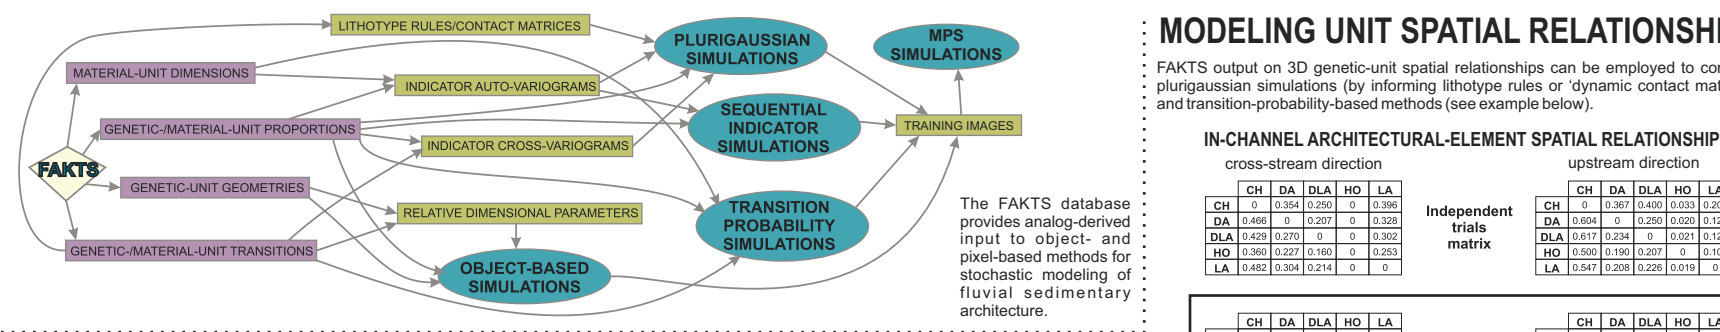 LITHOTYPE RULES/CONTACT MATRICES
PLURIGAUSSIAN
SIMULATIONS
MPS
SIMULATIONS
MATERIAL-UNIT DIMENSIONS
INDICATOR AUTO-VARIOGRAMS
GENETIC-/MATERIAL-UNIT PROPORTIONS
SEQUENTIAL
INDICATOR
SIMULATIONS
TRAINING IMAGES
INDICATOR CROSS-VARIOGRAMS
FAKTS
GENETIC-UNIT GEOMETRIES
RELATIVE DIMENSIONAL PARAMETERS
TRANSITION
PROBABILITY
SIMULATIONS
GENETIC-/MATERIAL-UNIT TRANSITIONS
OBJECT-BASED
SIMULATIONS
The FAKTS database
provides analog-derived
input to object- and
pixel-based methods for
stochastic modeling of
fluvial sedimentary
architecture.
MODELING UNIT SPATIAL
FAKTS output on 3D genetic-unit spatial relationships can be employed to
plurigaussian simulations (by informing lithotype rules or 'dynamic contact
and transition-probability-based methods (see example below).
IN-CHANNEL ARCHITECTURAL-ELEMENT SPATIAL RELATIONSHIP
cross-stream direction
CH DA DLA HO LA
CH 0 0.354 0.250 0 0.396
DA 0.466 0 0.207 0 0.328
DLA 0.429 0.270 0 0 0.302
HO 0.360 0.227 0.160 0 0.253
LA 0.482 0.304 0.214 0 0
Independent
trials
matrix
upstream direction
CH DA DLA HO
CH 0 0.367 0.400 0.033
DA 0.604 0 0.250 0.020
DLA 0.617 0.234 0 0.021
HO 0.500 0.190 0.207 0
LA 0.547 0.208 0.226 0.019 0
CH DA DLA HO LA
CH DA DLA HO